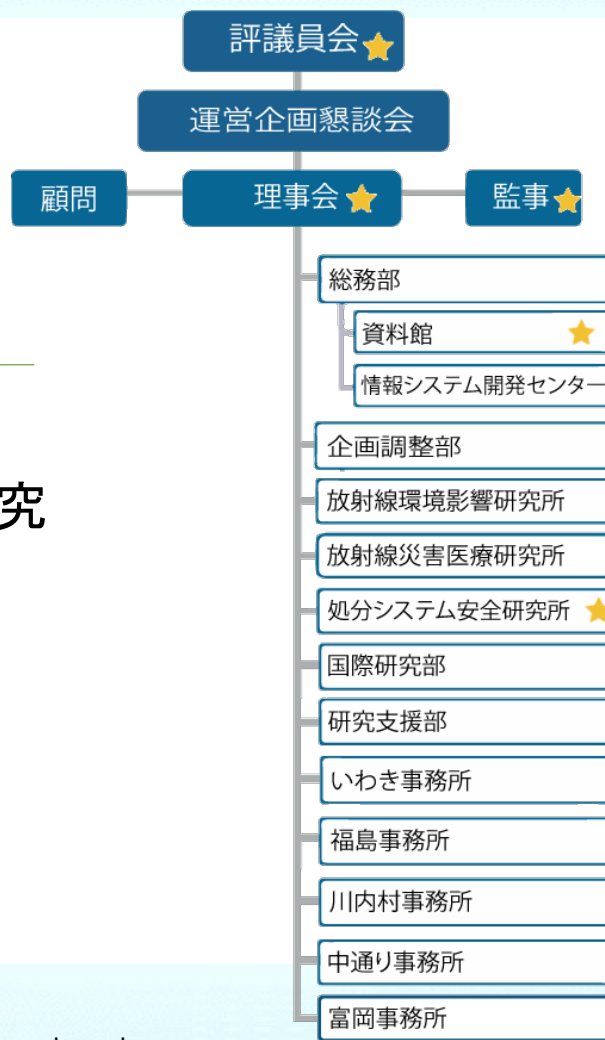 評議員会
運営企画懇談会
顧問
理事会
監事
総務部
資料館
情報システム開発センター
企画調整部
究
放射線環境影響研究所
放射線災害医療研究所
処分システム安全研究所
国際研究部
研究支援部
いわき事務所
福島事務所
川内村事務所
中通り事務所
富岡事務所